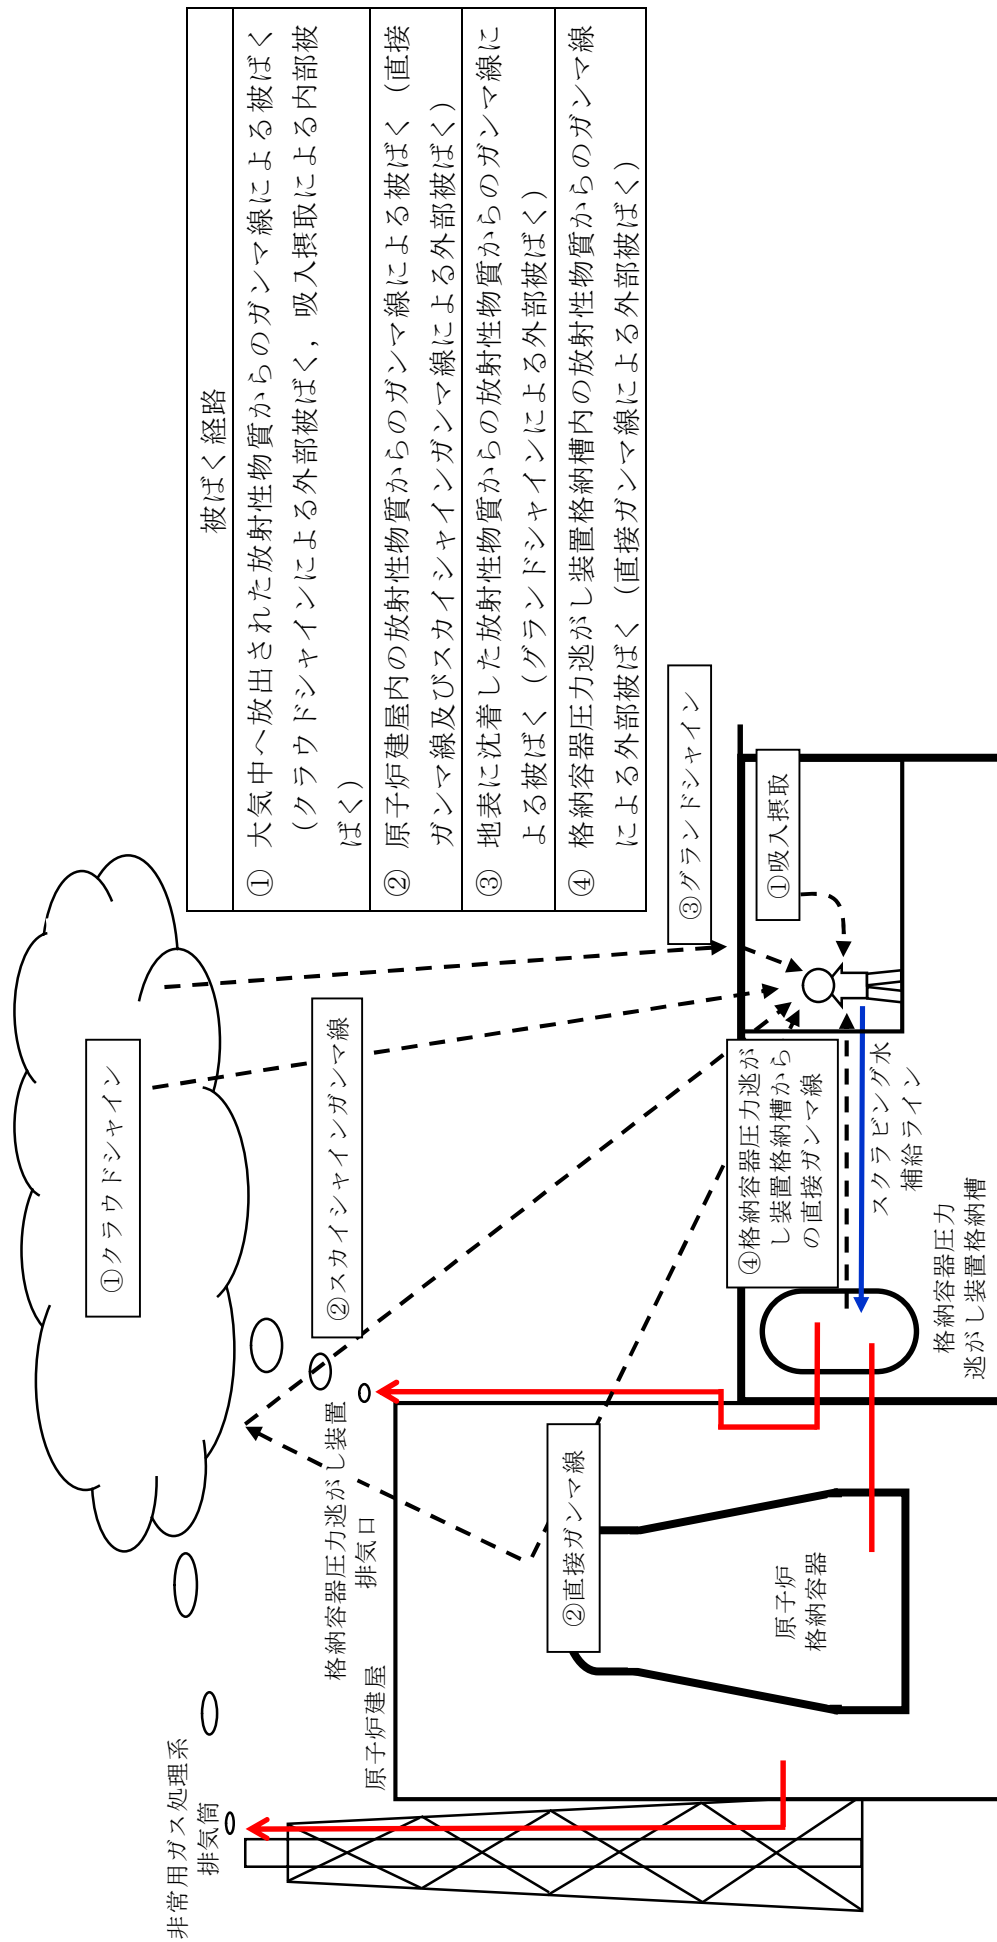 被ばく経路
① 大気中へ放出された放射性物質からのガンマ線による被ばく
（クラウドシャインによる外部被ばく，吸入摂取による内部被
ばく）
② 原子炉建屋内の放射性物質からのガンマ線による被ばく（直接
ガンマ線及びスカイシャインガンマ線による外部被ばく）
③ 地表に沈着した放射性物質からの放射性物質からのガンマ線に
よる被ばく（グランドシャインによる外部被ばく）
④ 格納容器圧力逃がし装置格納槽内の放射性物質からのガンマ線
による外部被ばく（直接ガンマ線による外部被ばく）
①クラウドシャイン
②スカイシャインガンマ線
③グランドシャイン
①吸入摂取
④格納容器圧力逃が
し装置格納槽から
の直接ガンマ線
スクラビング水
補給ライン
格納容器圧力
逃がし装置格納槽
②直接ガンマ線
格納容器圧力逃がし装置
排気口
原子炉建屋
原子炉
格納容器
非常用ガス処理系
排気筒